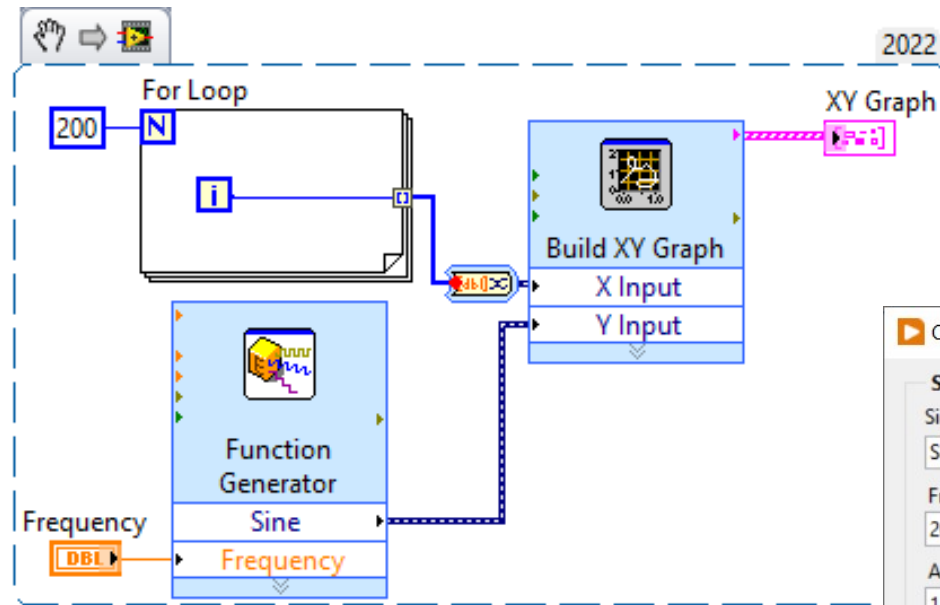 2022
For Loop
XY Graph
200
N
i
Build XY Graph
X Input
Y Input
Function
Generator
Sine
Frequency
Frequency
DBL